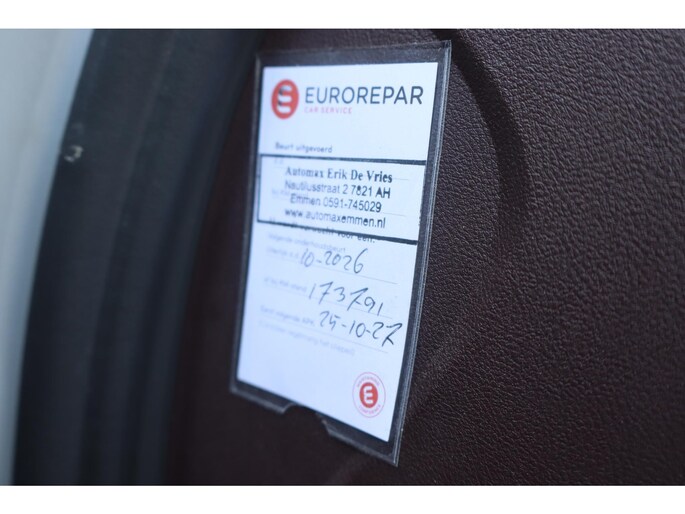 EUROREPAR
CAR SERVICE
Beurt uitgevoerd
Automax Erik De Vries
Nautilusstraat 2 7821 AH
Emmen 0591-745029
www.automaxemmen.nl
10-2026
173791
25-10-27